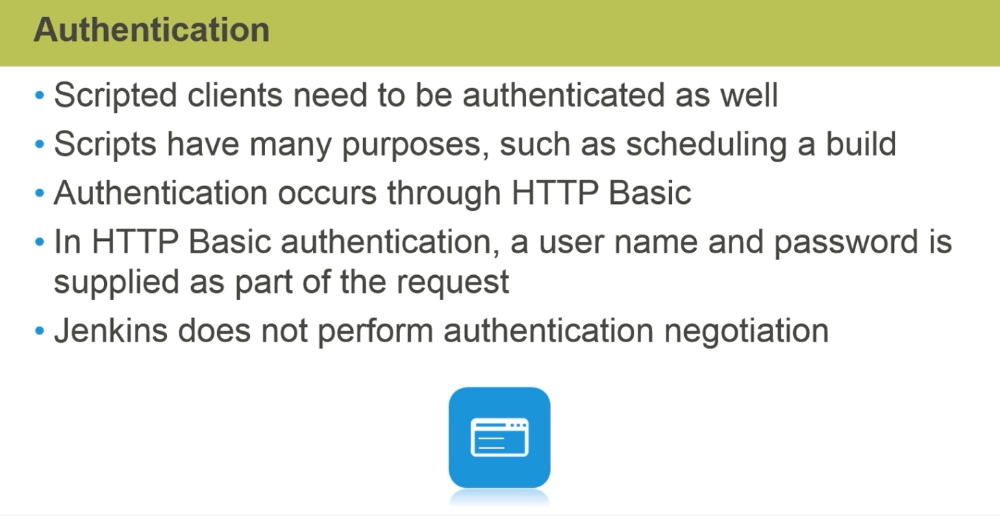 Authentication
• Scripted clients need to be authenticated as well
• Scripts have many purposes, such as scheduling a build
• Authentication occurs through HTTP Basic
• In HTTP Basic authentication, a user name and password is
supplied as part of the request
• Jenkins does not perform authentication negotiation